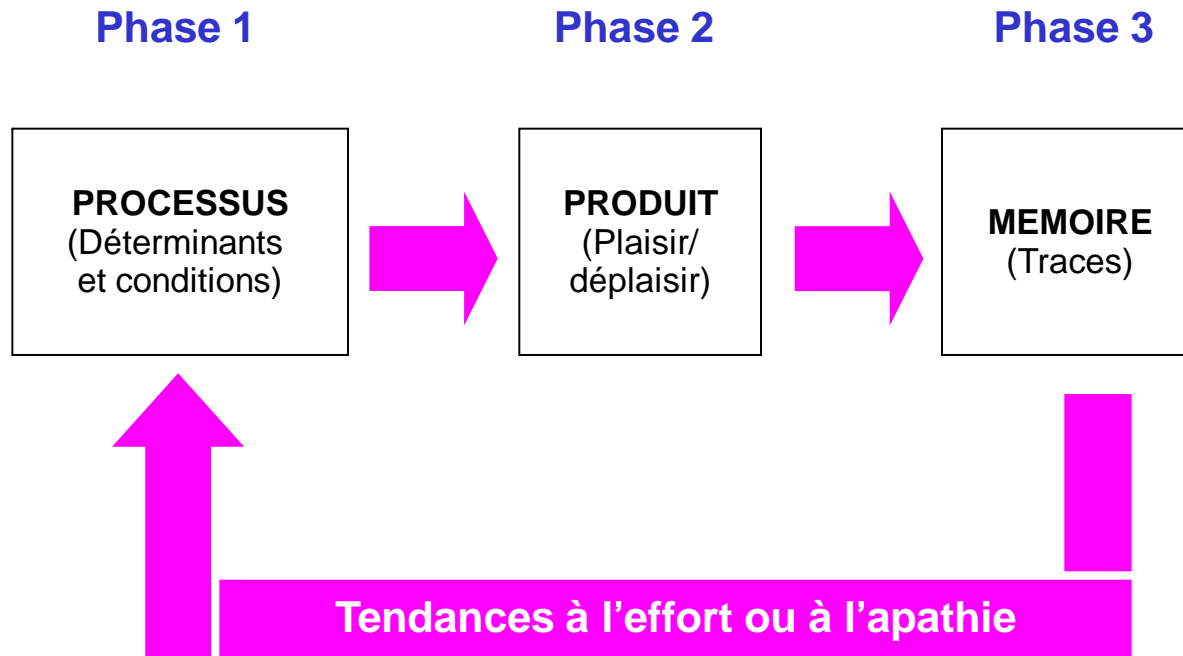 Phase 1
Phase 2
Phase 3
PROCESSUS
(Déterminants
et conditions)
PRODUIT
(Plaisir/
déplaisir)
MEMOIRE
(Traces)
Tendances à l’effort ou à l’apathie